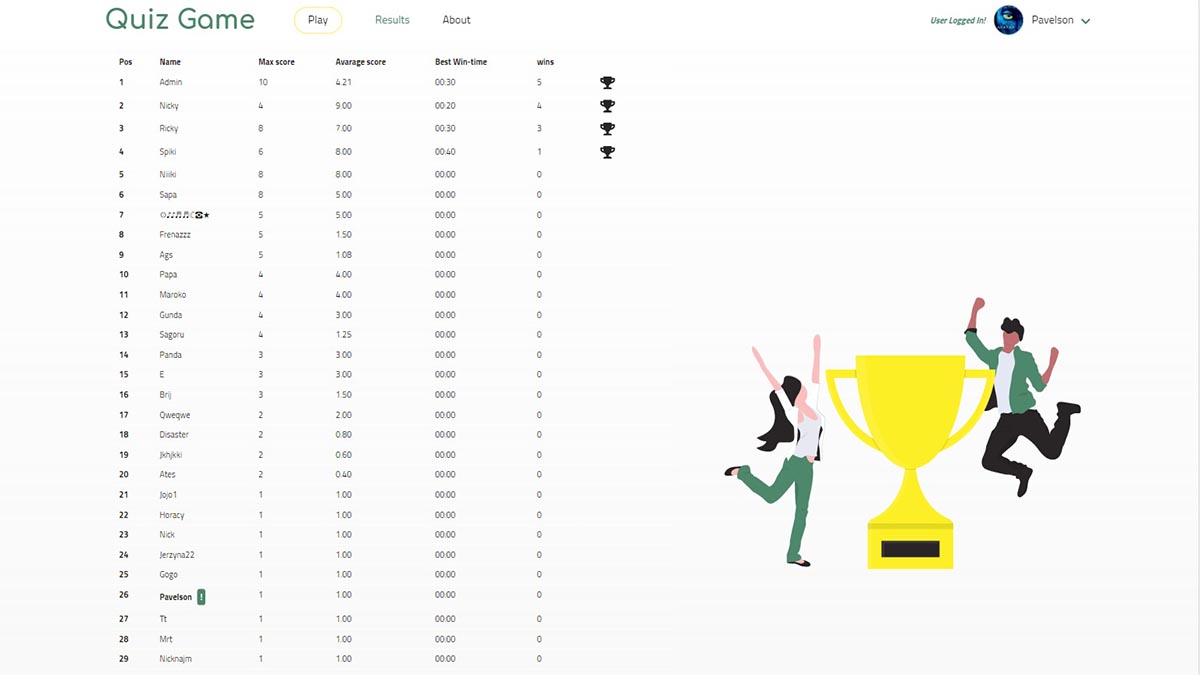 Quiz Game Play Results About User Logged In! Pavelson
Pos Name Max score Avarage score Best Win-time wins
1 Admin 10 4.21 00:30 5
2 Nicky 4 9.00 00:20 4
3 Ricky 8 7.00 00:30 3
4 Spiki 6 8.00 00:40 1
5 Niiki 8 8.00 00:00 0
6 Sapa 8 5.00 00:00 0
7 5 5.00 00:00 0
8 Frenazzz 5 1.50 00:00 0
9 Ags 5 1.08 00:00 0
10 Papa 4 4.00 00:00 0
11 Maroko 4 4.00 00:00 0
12 Gunda 4 3.00 00:00 0
13 Sagoru 4 1.25 00:00 0
14 Panda 3 3.00 00:00 0
15 E 3 3.00 00:00 0
16 Brij 3 1.50 00:00 0
17 Qweqwe 2 2.00 00:00 0
18 Disaster 2 0.80 00:00 0
19 Jkhjkki 2 0.60 00:00 0
20 Ates 2 0.40 00:00 0
21 Jojo1 1 1.00 00:00 0
22 Horacy 1 1.00 00:00 0
23 Nick 1 1.00 00:00 0
24 Jerzyna22 1 1.00 00:00 0
25 Gogo 1 1.00 00:00 0
26 Pavelson ! 1 1.00 00:00 0
27 Tt 1 1.00 00:00 0
28 Mrt 1 1.00 00:00 0
29 Nicknajm 1 1.00 00:00 0